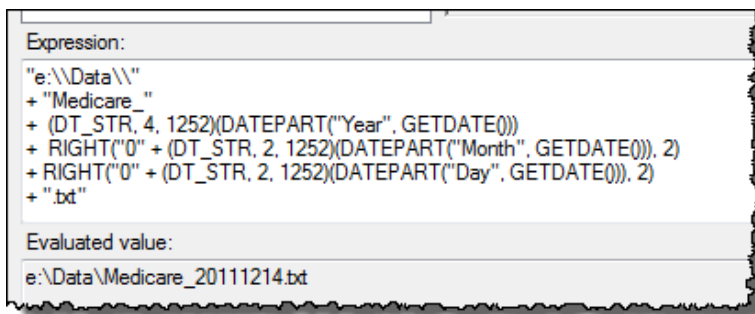 Expression:
"e:\\Data\\"
+ "Medicare_"
+  (DT_STR, 4, 1252)(DATEPART("Year", GETDATE()))
+  RIGHT("0" + (DT_STR, 2, 1252)(DATEPART("Month", GETDATE())), 2)
+ RIGHT("0" + (DT_STR, 2, 1252)(DATEPART("Day", GETDATE())), 2)
+ ".txt"
Evaluated value:
e:\Data\Medicare_20111214.txt